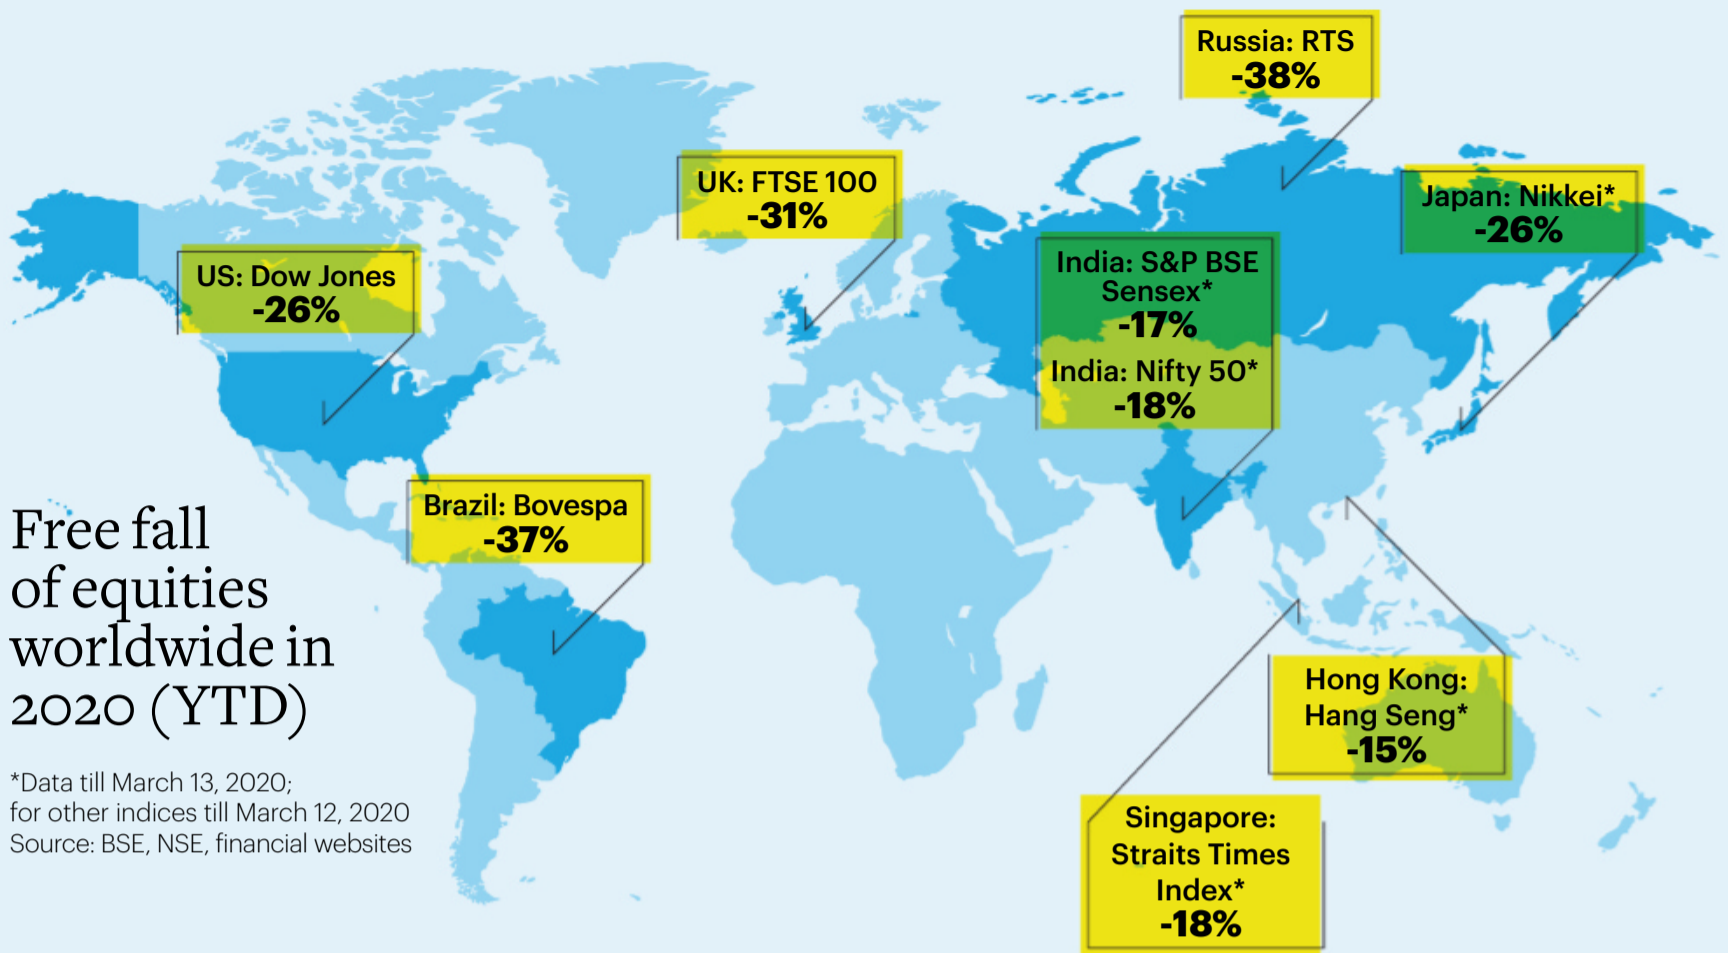 Russia: RTS
-38%
UK: FTSE 100
-31%
Japan: Nikkei*
-26%
US: Dow Jones
-26%
India: S&P BSE
Sensex*
-17%
India: Nifty 50*
-18%
Brazil: Bovespa
-37%
Free fall
of equities
worldwide in
2020 (YTD)
*Data till March 13, 2020;
for other indices till March 12, 2020
Source: BSE, NSE, financial websites
Hong Kong:
Hang Seng*
-15%
Singapore:
Straits Times
Index*
-18%